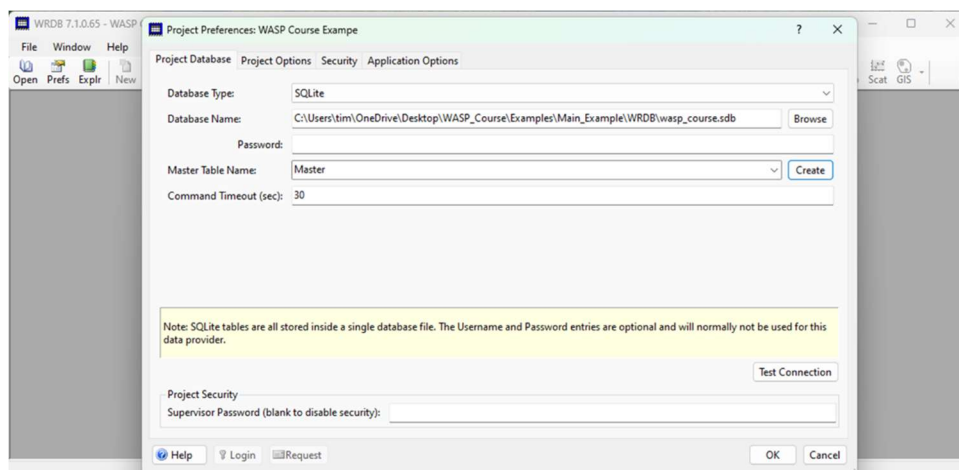 WRDB 7.1.0.65 - WASP
Project Preferences: WASP Course Exampe
File Window Help
Open Prefs Explr New
Scat GIS
Project Database Project Options Security Application Options
Database Type: SQLite
Database Name: C:\Users\tim\OneDrive\Desktop\WASP_Course\Examples\Main_Example\WRDB\wasp_course.sdb Browse
Password:
Master Table Name: Master Create
Command Timeout (sec): 30
Note: SQLite tables are all stored inside a single database file. The Username and Password entries are optional and will normally not be used for this
data provider.
Test Connection
Project Security
Supervisor Password (blank to disable security):
Help Login Request OK Cancel